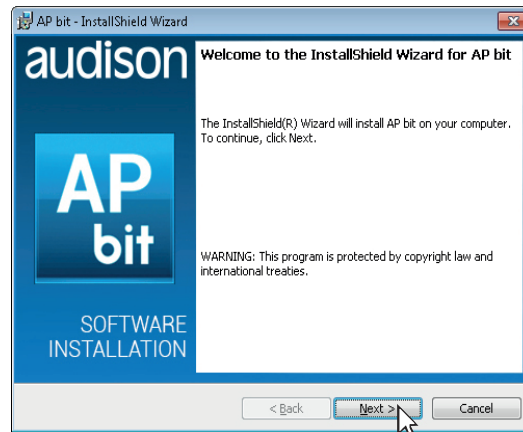 AP bit - InstallShield Wizard
audison
Welcome to the InstallShield Wizard for AP bit
The InstallShield(R) Wizard will install AP bit on your computer.
To continue, click Next.
AP
bit
WARNING: This program is protected by copyright law and
international treaties.
SOFTWARE
INSTALLATION
< Back
Next >
Cancel